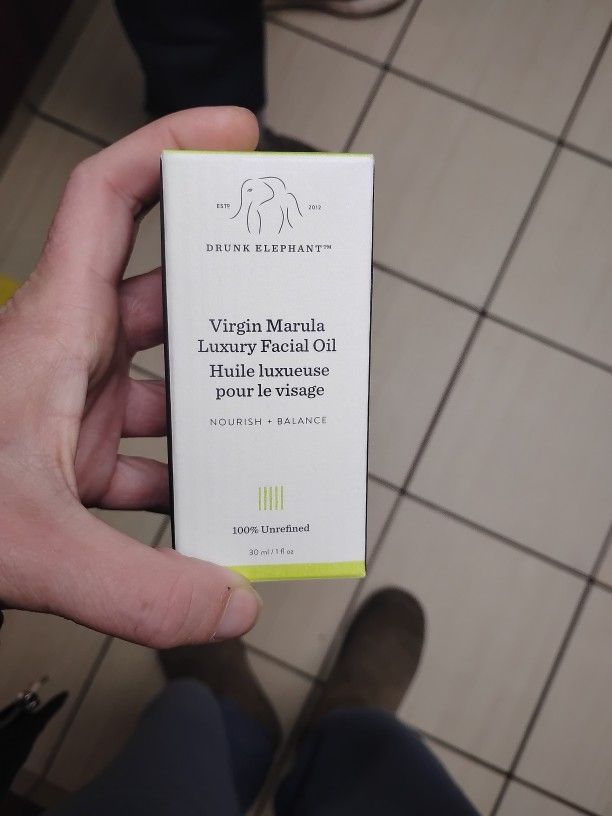 ESTD 2012
DRUNK ELEPHANT™
Virgin Marula
Luxury Facial Oil
Huile luxueuse
pour le visage
NOURISH + BALANCE
100% Unrefined
30 ml / 1 fl oz